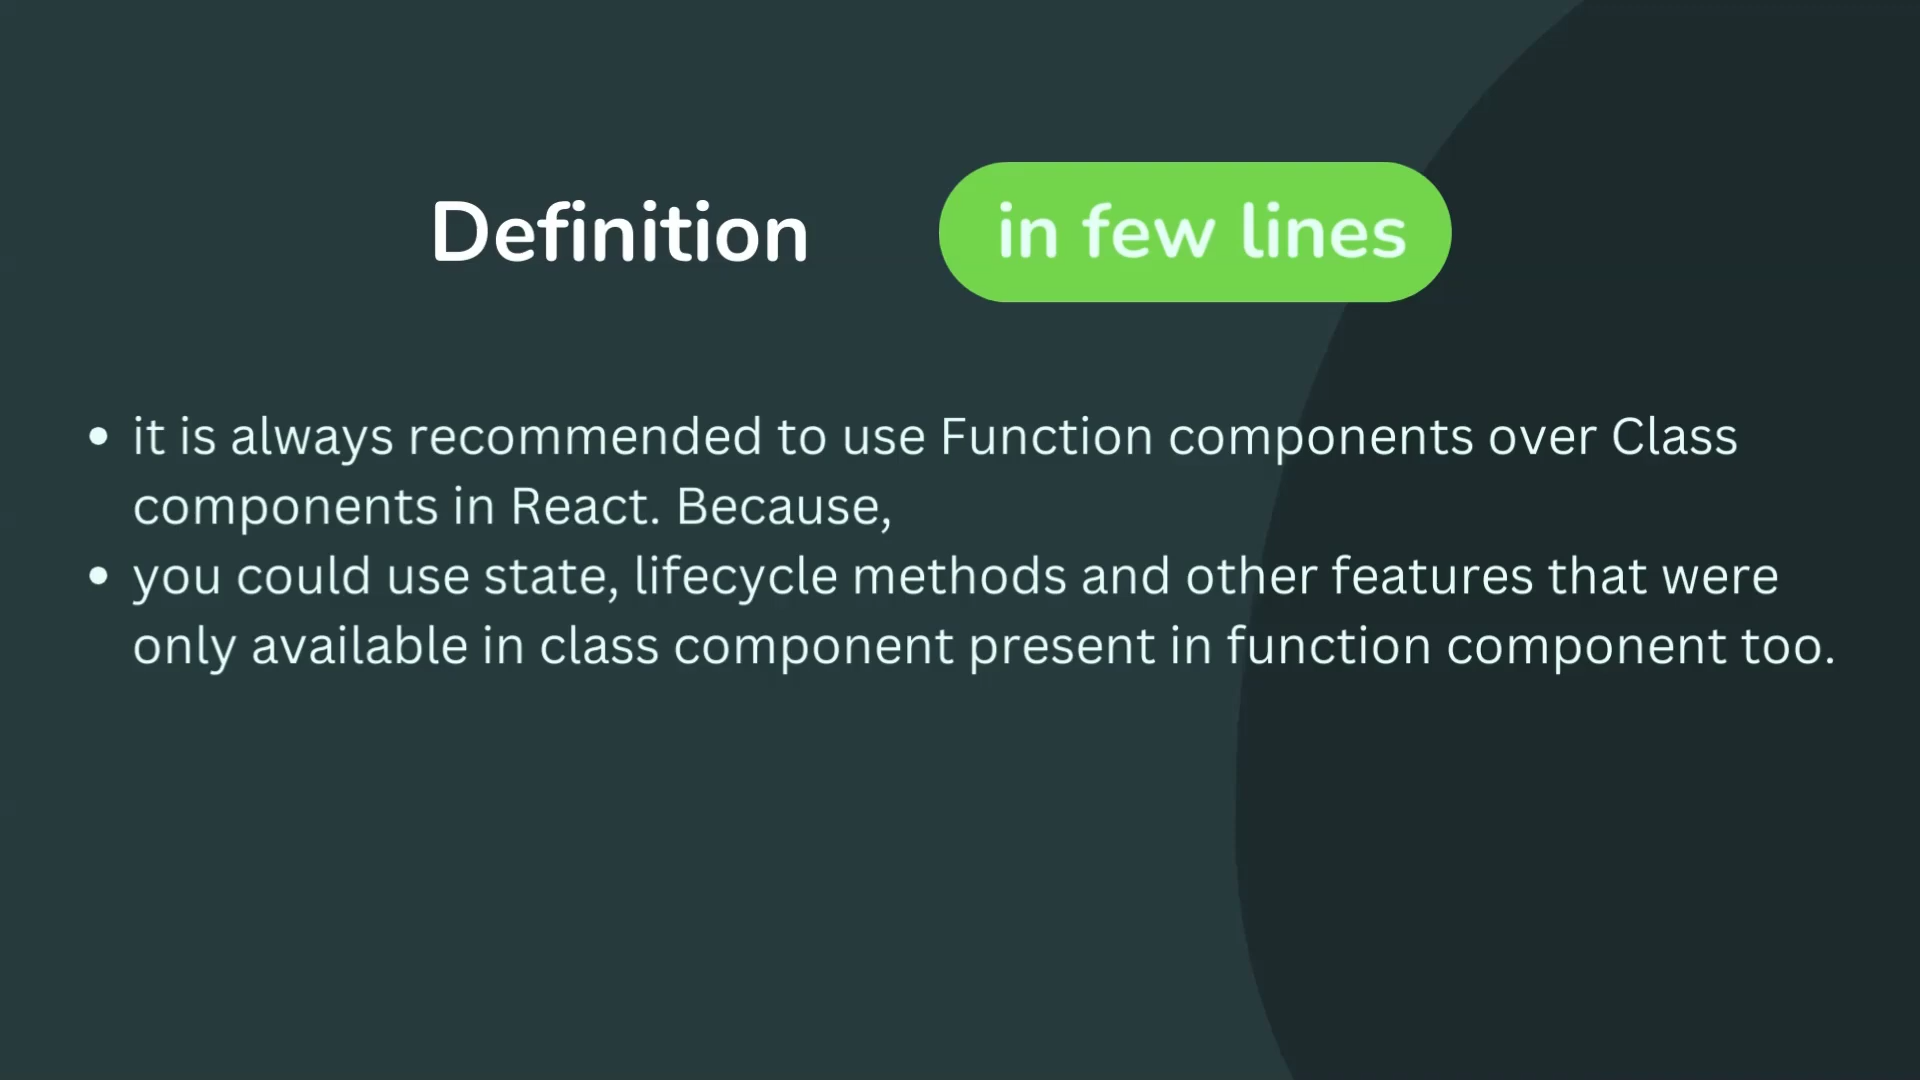 Definition in few lines
• it is always recommended to use Function components over Class
components in React. Because,
• you could use state, lifecycle methods and other features that were
only available in class component present in function component too.